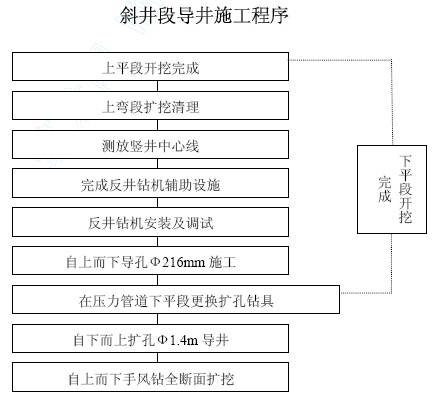 斜井段导井施工程序
上平段开挖完成
上弯段扩挖清理
测放竖井中心线
完成反井钻机辅助设施
反井钻机安装及调试
自上而下导孔Φ216mm 施工
在压力管道下平段更换扩孔钻具
自下而上扩孔Φ1.4m 导井
自上而下手风钻全断面扩挖
下平段开挖
完成